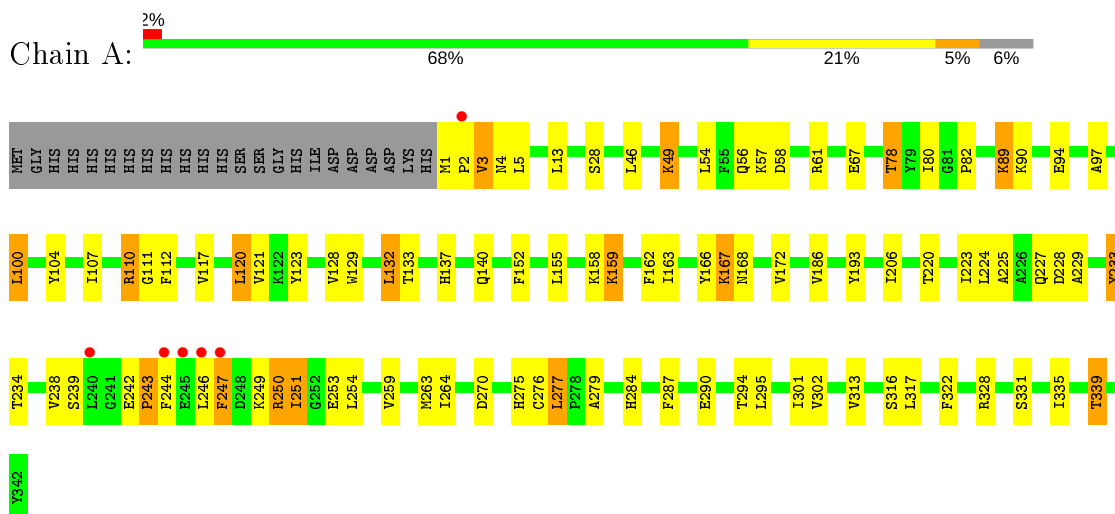 2%
Chain A:
68% 21% 5% 6%
MET GLY HIS HIS HIS HIS HIS HIS HIS HIS HIS HIS SER SER GLY HIS ILE ASP ASP ASP ASP LYS HIS M1 P2 V3 N4 L5 L13 S28 L46 K49 L54 F55 Q56 K57 D58 R61 E67 T78 Y79 I80 G81 P82 K89 K90 E94 A97
L100 Y104 I107 R110 G111 F112 V117 L120 V121 K122 Y123 V128 W129 L132 T133 H137 Q140 F152 L155 K158 K159 F162 I163 Y166 K167 N168 V172 V186 Y193 I206 T220 I223 L224 A225 A226 Q227 D228 A229 Y233
T234 V238 S239 L240 G241 E242 P243 F244 E245 L246 F247 D248 K249 R250 I251 G252 E253 L254 V259 M263 I264 D270 H275 C276 L277 P278 A279 H284 F287 E290 T294 L295 I301 V302 V313 S316 L317 F322 R328 S331 I335 T339
Y342